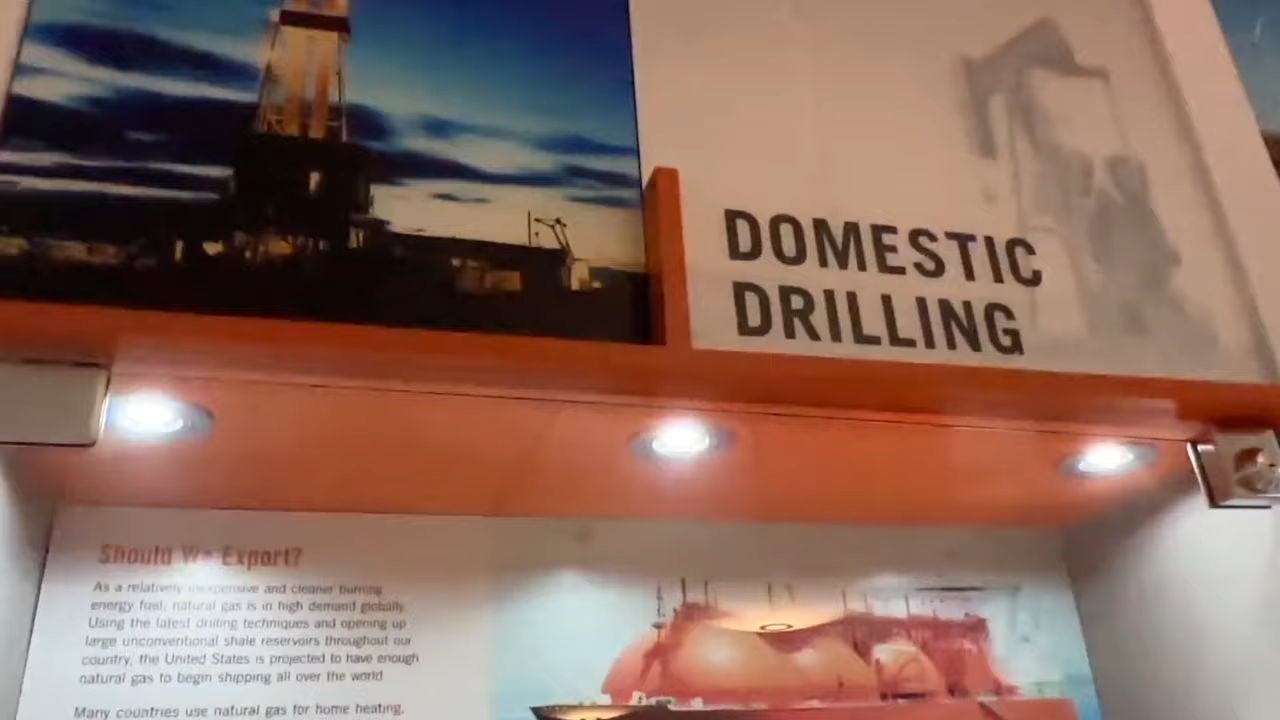 DOMESTIC
DRILLING
Should We Export?
As a relatively inexpensive and cleaner burning
energy fuel, natural gas is in high demand globally.
Using the latest drilling techniques and opening up
large unconventional shale reservoirs throughout our
country, the United States is projected to have enough
natural gas to begin shipping all over the world
Many countries use natural gas for home heating,